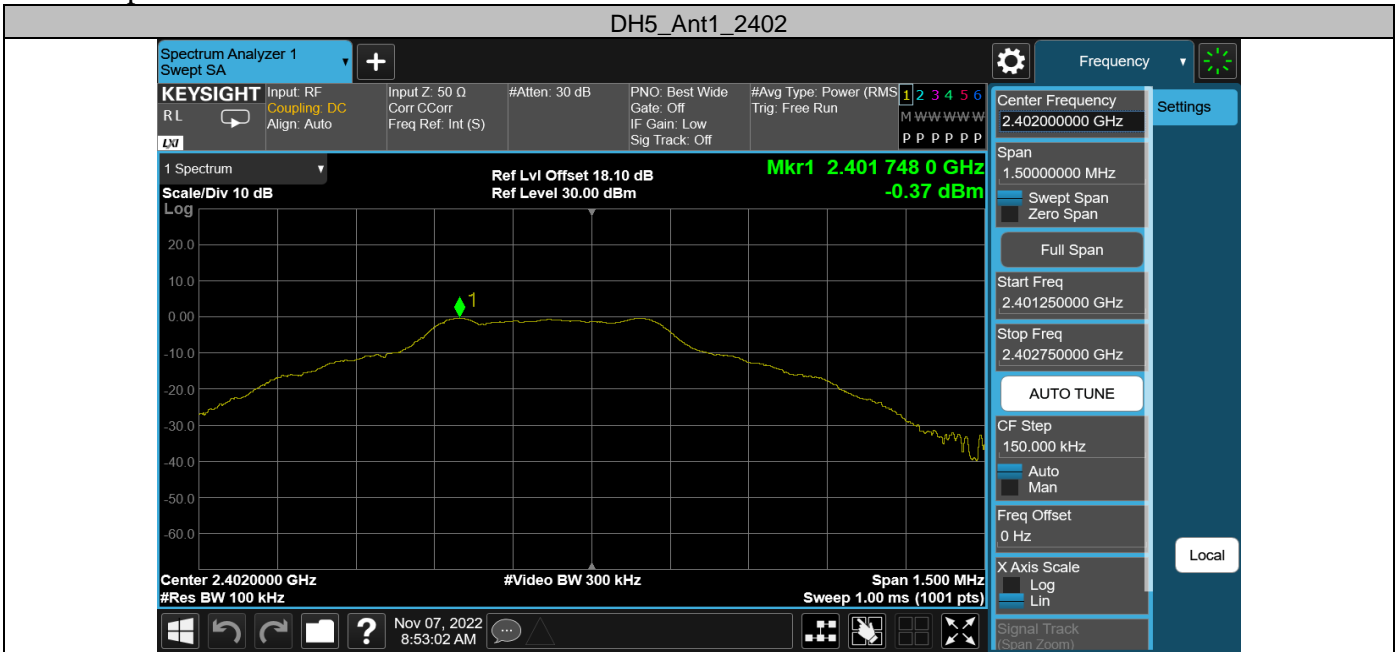 DH5_Ant1_2402
Spectrum Analyzer 1
Swept SA
+
Frequency
KEYSIGHT
RL
LXI
Input: RF
Coupling: DC
Align: Auto
Input Z: 50 Ω
Corr CCorr
Freq Ref: Int (S)
#Atten: 30 dB
PNO: Best Wide
Gate: Off
IF Gain: Low
Sig Track: Off
#Avg Type: Power (RMS
Trig: Free Run
1 2 3 4 5 6
M W W W W W
P P P P P P
1 Spectrum
Scale/Div 10 dB
Ref Lvl Offset 18.10 dB
Ref Level 30.00 dBm
Mkr1 2.401 748 0 GHz
-0.37 dBm
Log
20.0
10.0
0.00
-10.0
-20.0
-30.0
-40.0
-50.0
-60.0
1
Center 2.4020000 GHz
#Res BW 100 kHz
#Video BW 300 kHz
Span 1.500 MHz
Sweep 1.00 ms (1001 pts)
Center Frequency
2.402000000 GHz
Span
1.50000000 MHz
Swept Span
Zero Span
Full Span
Start Freq
2.401250000 GHz
Stop Freq
2.402750000 GHz
AUTO TUNE
CF Step
150.000 kHz
Auto
Man
Freq Offset
0 Hz
X Axis Scale
Log
Lin
Signal Track
(Span Zoom)
Settings
Local
?
Nov 07, 2022
8:53:02 AM